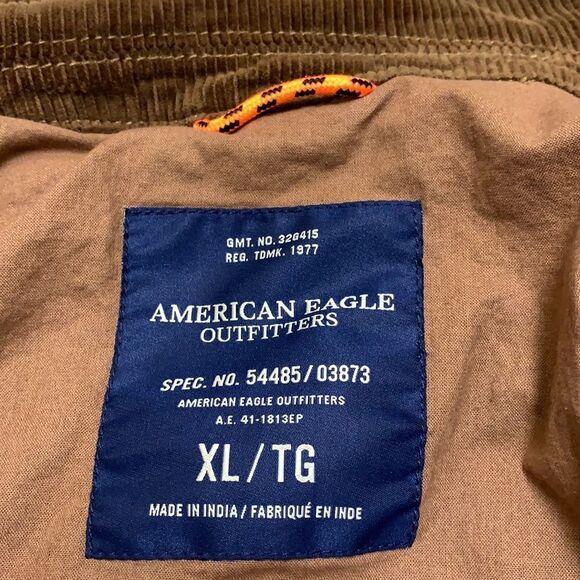 GMT. NO. 32G415
REG. TDMK. 1977
AMERICAN EAGLE
OUTFITTERS
SPEC. NO. 54485/03873
AMERICAN EAGLE OUTFITTERS
A.E. 41-1813EP
XL/TG
MADE IN INDIA/FABRIQUÉ EN INDE